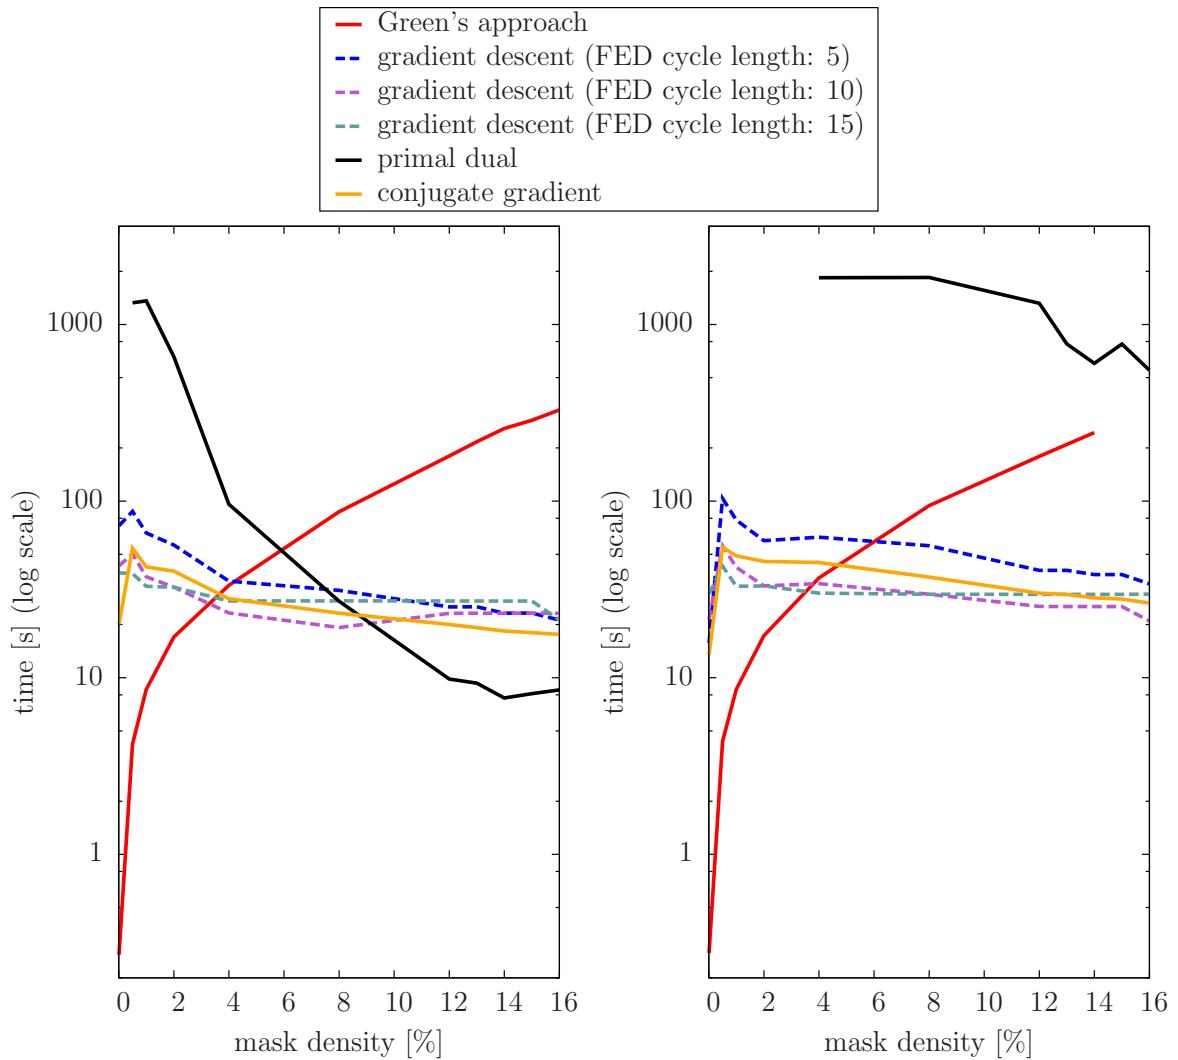 Green's approach
gradient descent (FED cycle length: 5)
gradient descent (FED cycle length: 10)
gradient descent (FED cycle length: 15)
primal dual
conjugate gradient
time [s] (log scale)
1000
100
10
1
0 2 4 6 8 10 12 14 16
mask density [%]
time [s] (log scale)
1000
100
10
1
0 2 4 6 8 10 12 14 16
mask density [%]